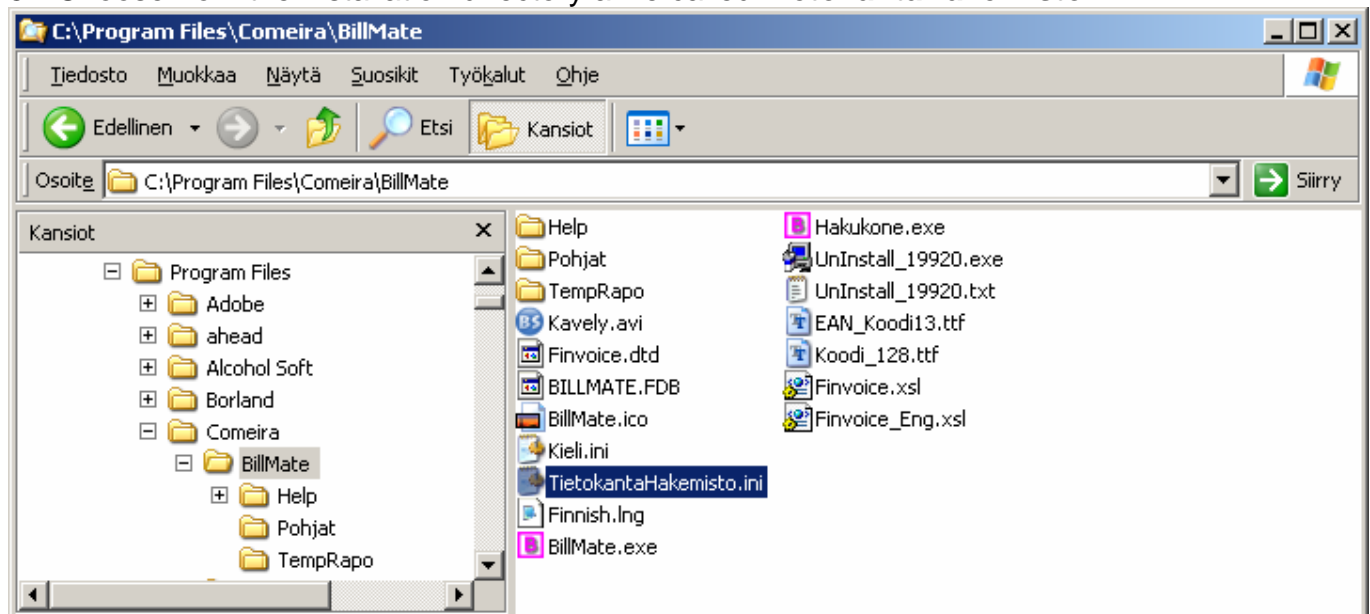 C:\Program Files\Comeira\BillMate
Tiedosto Muokkaa Näytä Suosikit Työkalut Ohje
Edellinen Etsi Kansiot
Osoite C:\Program Files\Comeira\BillMate Siirry
Kansiot
Program Files
Adobe
ahead
Alcohol Soft
Borland
Comeira
BillMate
Help
Pohjat
TempRapo
Help
Pohjat
TempRapo
Kavely.avi
Finvoice.dtd
BILLMATE.FDB
BillMate.ico
Kieli.ini
TietokantaHakemisto.ini
Finnish.lng
BillMate.exe
Hakukone.exe
UnInstall_19920.exe
UnInstall_19920.txt
EAN_Koodi13.ttf
Koodi_128.ttf
Finvoice.xsl
Finvoice_Eng.xsl